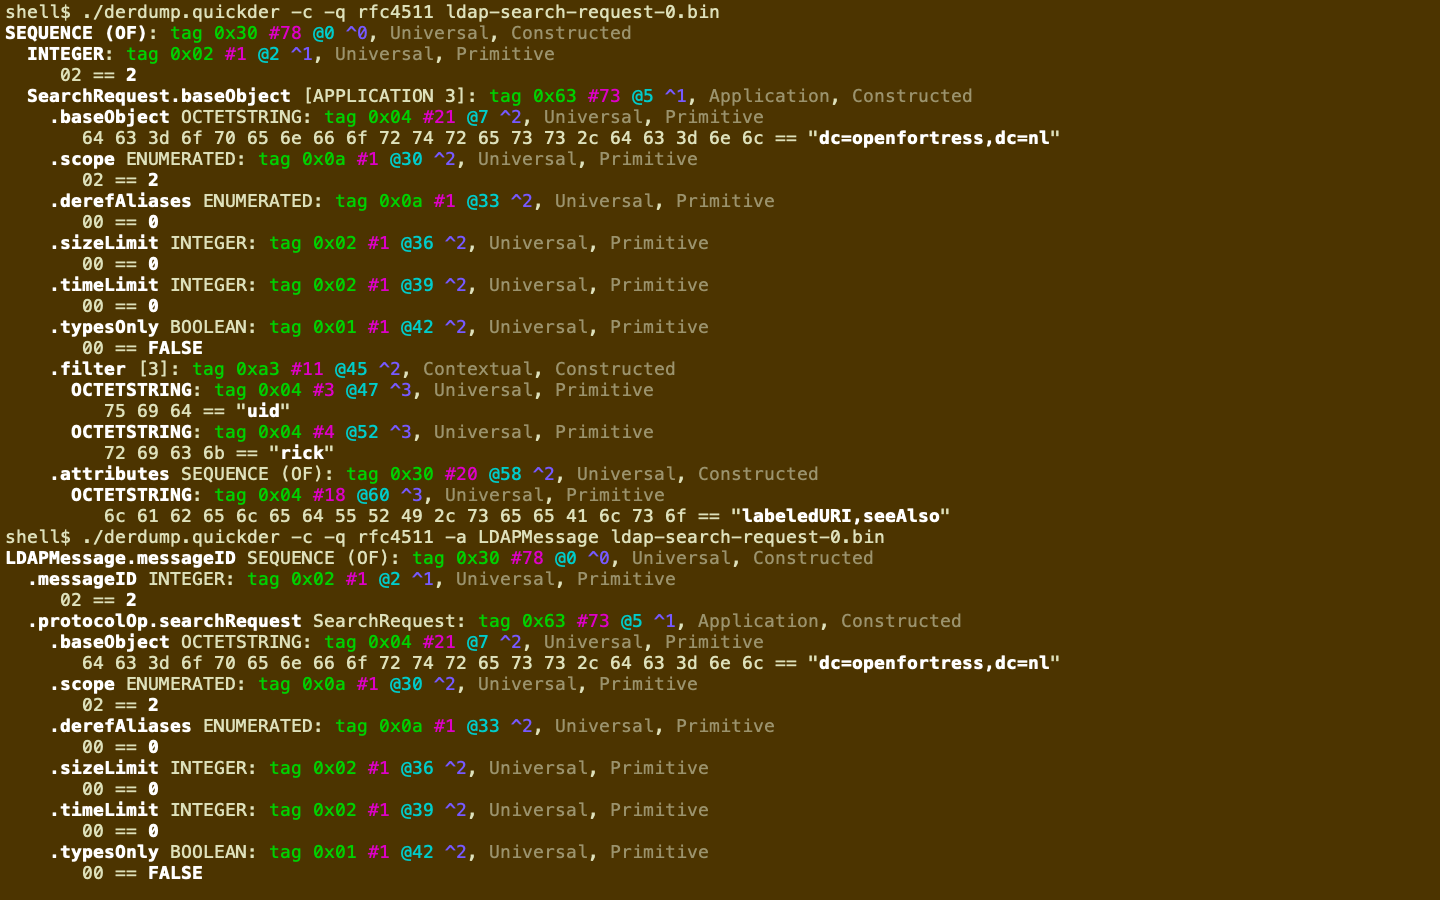 shell$ ./derdump.quickder -c -q rfc4511 ldap-search-request-0.bin
SEQUENCE (OF): tag 0x30 #78 @0 ^0, Universal, Constructed
  INTEGER: tag 0x02 #1 @2 ^1, Universal, Primitive
     02 == 2
  SearchRequest.baseObject [APPLICATION 3]: tag 0x63 #73 @5 ^1, Application, Constructed
    .baseObject OCTETSTRING: tag 0x04 #21 @7 ^2, Universal, Primitive
       64 63 3d 6f 70 65 6e 66 6f 72 74 72 65 73 73 2c 64 63 3d 6e 6c == "dc=openfortress,dc=nl"
    .scope ENUMERATED: tag 0x0a #1 @30 ^2, Universal, Primitive
       02 == 2
    .derefAliases ENUMERATED: tag 0x0a #1 @33 ^2, Universal, Primitive
       00 == 0
    .sizeLimit INTEGER: tag 0x02 #1 @36 ^2, Universal, Primitive
       00 == 0
    .timeLimit INTEGER: tag 0x02 #1 @39 ^2, Universal, Primitive
       00 == 0
    .typesOnly BOOLEAN: tag 0x01 #1 @42 ^2, Universal, Primitive
       00 == FALSE
    .filter [3]: tag 0xa3 #11 @45 ^2, Contextual, Constructed
      OCTETSTRING: tag 0x04 #3 @47 ^3, Universal, Primitive
         75 69 64 == "uid"
      OCTETSTRING: tag 0x04 #4 @52 ^3, Universal, Primitive
         72 69 63 6b == "rick"
    .attributes SEQUENCE (OF): tag 0x30 #20 @58 ^2, Universal, Constructed
      OCTETSTRING: tag 0x04 #18 @60 ^3, Universal, Primitive
         6c 61 62 65 6c 65 64 55 52 49 2c 73 65 65 41 6c 73 6f == "labeledURI,seeAlso"
shell$ ./derdump.quickder -c -q rfc4511 -a LDAPMessage ldap-search-request-0.bin
LDAPMessage.messageID SEQUENCE (OF): tag 0x30 #78 @0 ^0, Universal, Constructed
  .messageID INTEGER: tag 0x02 #1 @2 ^1, Universal, Primitive
     02 == 2
  .protocolOp.searchRequest SearchRequest: tag 0x63 #73 @5 ^1, Application, Constructed
    .baseObject OCTETSTRING: tag 0x04 #21 @7 ^2, Universal, Primitive
       64 63 3d 6f 70 65 6e 66 6f 72 74 72 65 73 73 2c 64 63 3d 6e 6c == "dc=openfortress,dc=nl"
    .scope ENUMERATED: tag 0x0a #1 @30 ^2, Universal, Primitive
       02 == 2
    .derefAliases ENUMERATED: tag 0x0a #1 @33 ^2, Universal, Primitive
       00 == 0
    .sizeLimit INTEGER: tag 0x02 #1 @36 ^2, Universal, Primitive
       00 == 0
    .timeLimit INTEGER: tag 0x02 #1 @39 ^2, Universal, Primitive
       00 == 0
    .typesOnly BOOLEAN: tag 0x01 #1 @42 ^2, Universal, Primitive
       00 == FALSE